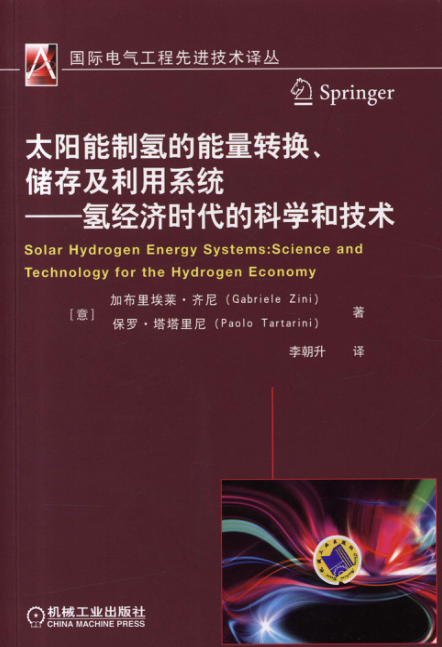 国际电气工程先进技术译丛
Springer
太阳能制氢的能量转换、
储存及利用系统
——氢经济时代的科学和技术
Solar Hydrogen Energy Systems:Science and
Technology for the Hydrogen Economy
[意] 加布里埃莱·齐尼 (Gabriele Zini)
保罗·塔塔里尼 (Paolo Tartarini) 著
李朝升 译
机械工业出版社
CHINA MACHINE PRESS